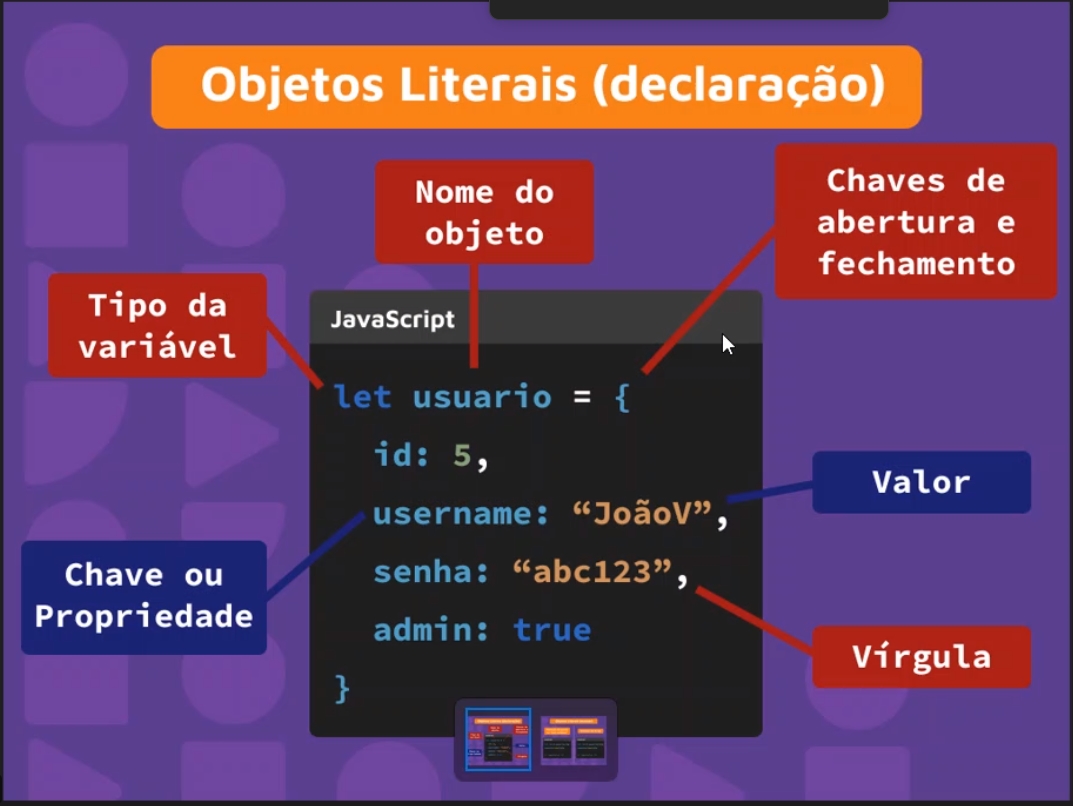 Objetos Literais (declaração)
Nome do
objeto
Chaves de
abertura e
fechamento
Tipo da
variável
JavaScript
let usuario = {
id: 5,
username: “JoãoV”,
senha: “abc123”,
admin: true
}
Valor
Chave ou
Propriedade
Vírgula